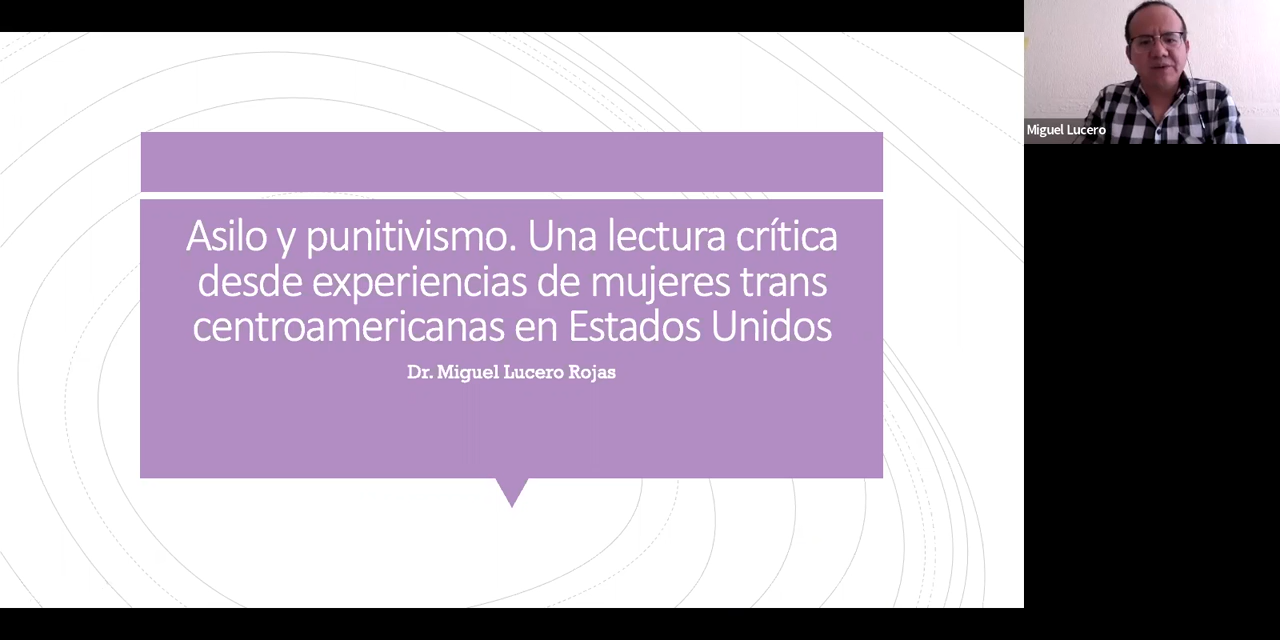 Asilo y punitivismo. Una lectura crítica
desde experiencias de mujeres trans
centroamericanas en Estados Unidos
Dr. Miguel Lucero Rojas
Miguel Lucero